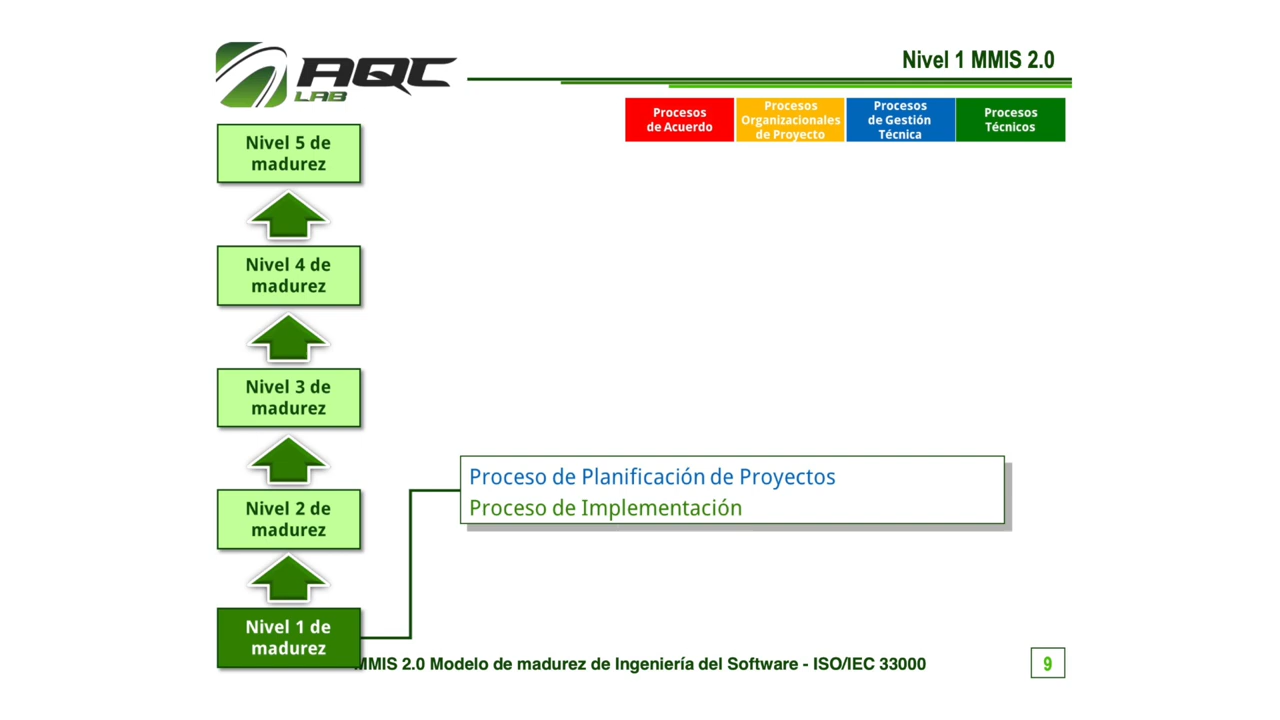 AQC
LAB
Nivel 1 MMIS 2.0
Procesos
de Acuerdo
Procesos
Organizacionales
de Proyecto
Procesos
de Gestión
Técnica
Procesos
Técnicos
Nivel 5 de
madurez
Nivel 4 de
madurez
Nivel 3 de
madurez
Nivel 2 de
madurez
Nivel 1 de
madurez
Proceso de Planificación de Proyectos
Proceso de Implementación
MMIS 2.0 Modelo de madurez de Ingeniería del Software - ISO/IEC 33000
9